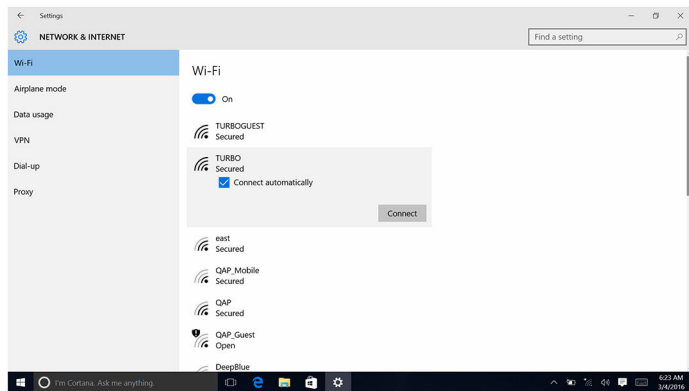 Settings
NETWORK & INTERNET
Find a setting
Wi-Fi
Airplane mode
Data usage
VPN
Dial-up
Proxy
Wi-Fi
On
TURBOGUEST
Secured
TURBO
Secured
Connect automatically
Connect
east
Secured
QAP_Mobile
Secured
QAP
Secured
QAP_Guest
Open
DeepBlue
I'm Cortana. Ask me anything.
6:23 AM
3/4/2016